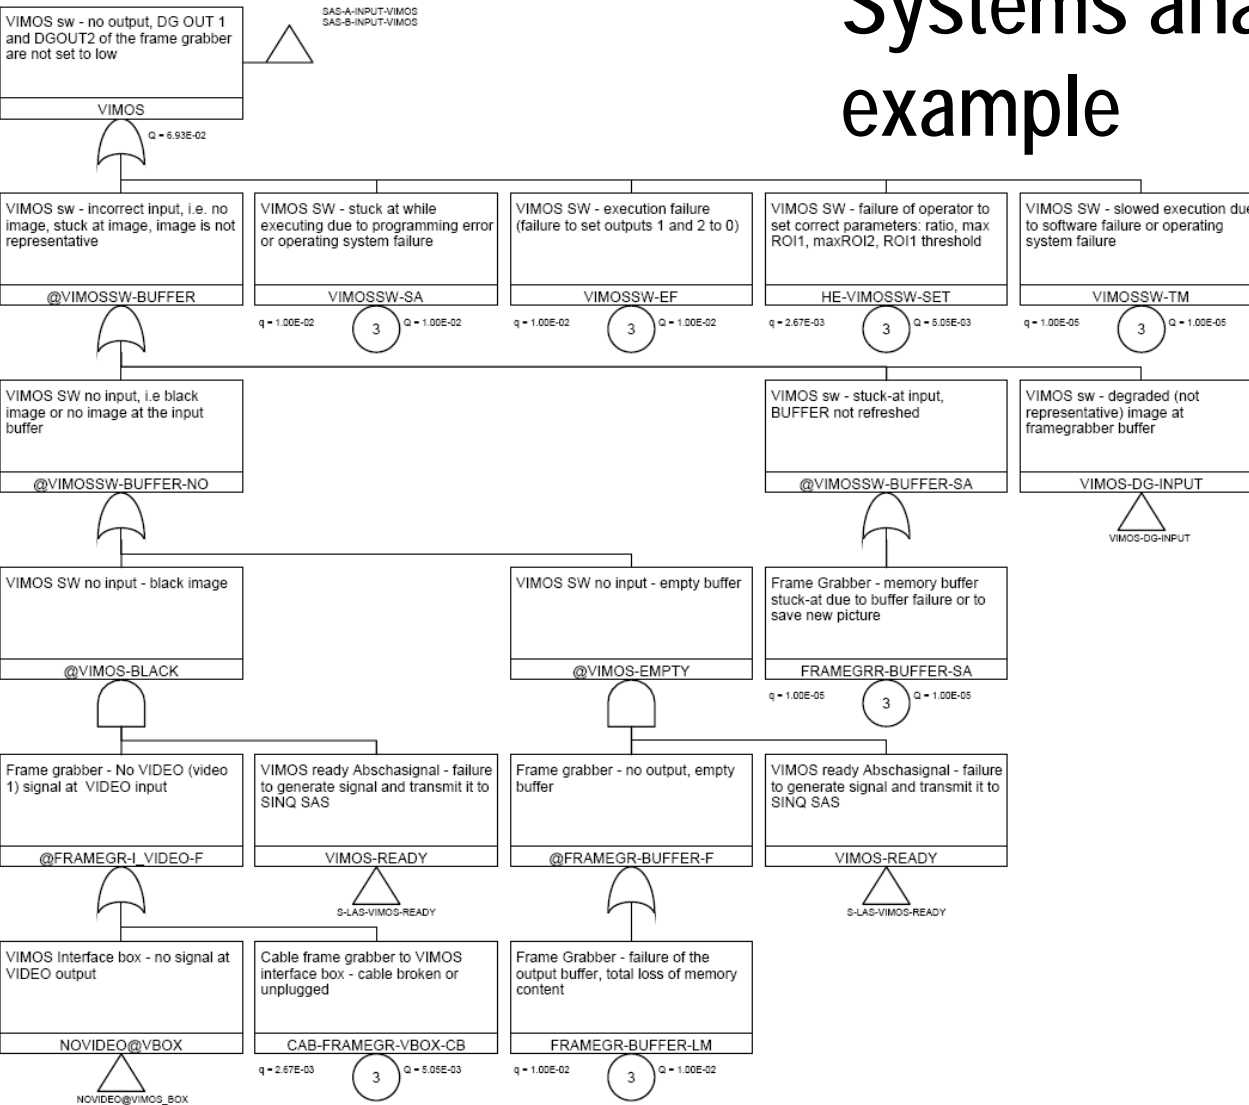 Systems ana
example
VIMOS sw - no output, DG OUT 1
and DGOUT2 of the frame grabber
are not set to low
VIMOS
SAS-A-INPUT-VIMOS
SAS-B-INPUT-VIMOS
Q = 6.93E-02
VIMOS sw - incorrect input, i.e. no
image, stuck at image, image is not
representative
@VIMOSSW-BUFFER
VIMOS SW - stuck at while
executing due to programming error
or operating system failure
VIMOSSW-SA
q = 1.00E-02
3
Q = 1.00E-02
VIMOS SW - execution failure
(failure to set outputs 1 and 2 to 0)
VIMOSSW-EF
q = 1.00E-02
3
Q = 1.00E-02
VIMOS SW - failure of operator to
set correct parameters: ratio, max
ROI1, maxROI2, ROI1 threshold
HE-VIMOSSW-SET
q = 2.67E-03
3
Q = 5.05E-03
VIMOS SW - slowed execution due
to software failure or operating
system failure
VIMOSSW-TM
q = 1.00E-05
3
Q = 1.00E-05
VIMOS SW no input, i.e black
image or no image at the input
buffer
@VIMOSSW-BUFFER-NO
VIMOS sw - stuck-at input,
BUFFER not refreshed
@VIMOSSW-BUFFER-SA
VIMOS sw - degraded (not
representative) image at
framegrabber buffer
VIMOS-DG-INPUT
VIMOS-DG-INPUT
VIMOS SW no input - black image
@VIMOS-BLACK
VIMOS SW no input - empty buffer
@VIMOS-EMPTY
Frame Grabber - memory buffer
stuck-at due to buffer failure or to
save new picture
FRAMEGRR-BUFFER-SA
q = 1.00E-05
3
Q = 1.00E-05
Frame grabber - No VIDEO (video
1) signal at VIDEO input
@FRAMEGR-I_VIDEO-F
VIMOS ready Abschasignal - failure
to generate signal and transmit it to
SINQ SAS
VIMOS-READY
S-LAS-VIMOS-READY
Frame grabber - no output, empty
buffer
@FRAMEGR-BUFFER-F
VIMOS ready Abschasignal - failure
to generate signal and transmit it to
SINQ SAS
VIMOS-READY
S-LAS-VIMOS-READY
VIMOS Interface box - no signal at
VIDEO output
NOVIDEO@VBOX
NOVIDEO@VIMOS_BOX
Cable frame grabber to VIMOS
interface box - cable broken or
unplugged
CAB-FRAMEGR-VBOX-CB
q = 2.67E-03
3
Q = 5.05E-03
Frame Grabber - failure of the
output buffer, total loss of memory
content
FRAMEGR-BUFFER-LM
q = 1.00E-02
3
Q = 1.00E-02